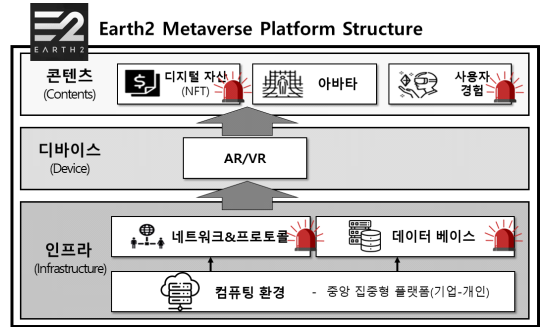 EARTH2
Earth2 Metaverse Platform Structure
콘텐츠
(Contents)
디지털 자산
(NFT)
아바타
사용자
경험
디바이스
(Device)
AR/VR
인프라
(Infrastructure)
네트워크&프로토콜
데이터 베이스
컴퓨팅 환경 - 중앙 집중형 플랫폼(기업-개인)